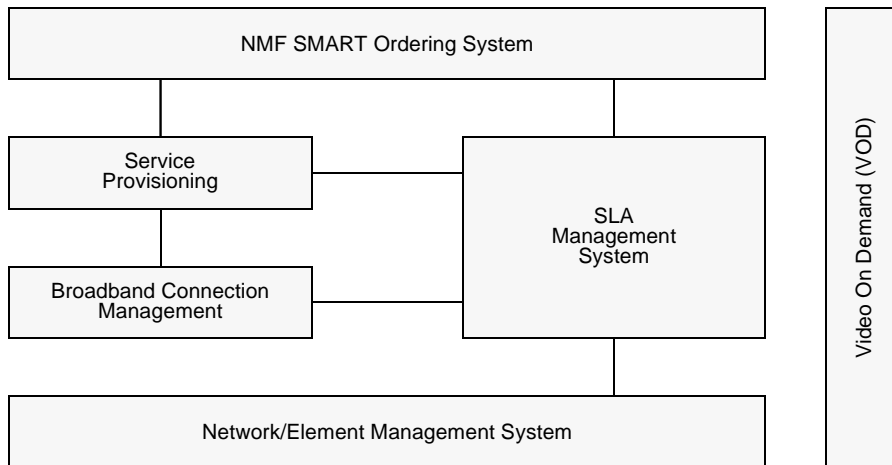 NMF SMART Ordering System
Service
Provisioning
SLA
Management
System
Broadband Connection
Management
Network/Element Management System
Video On Demand (VOD)